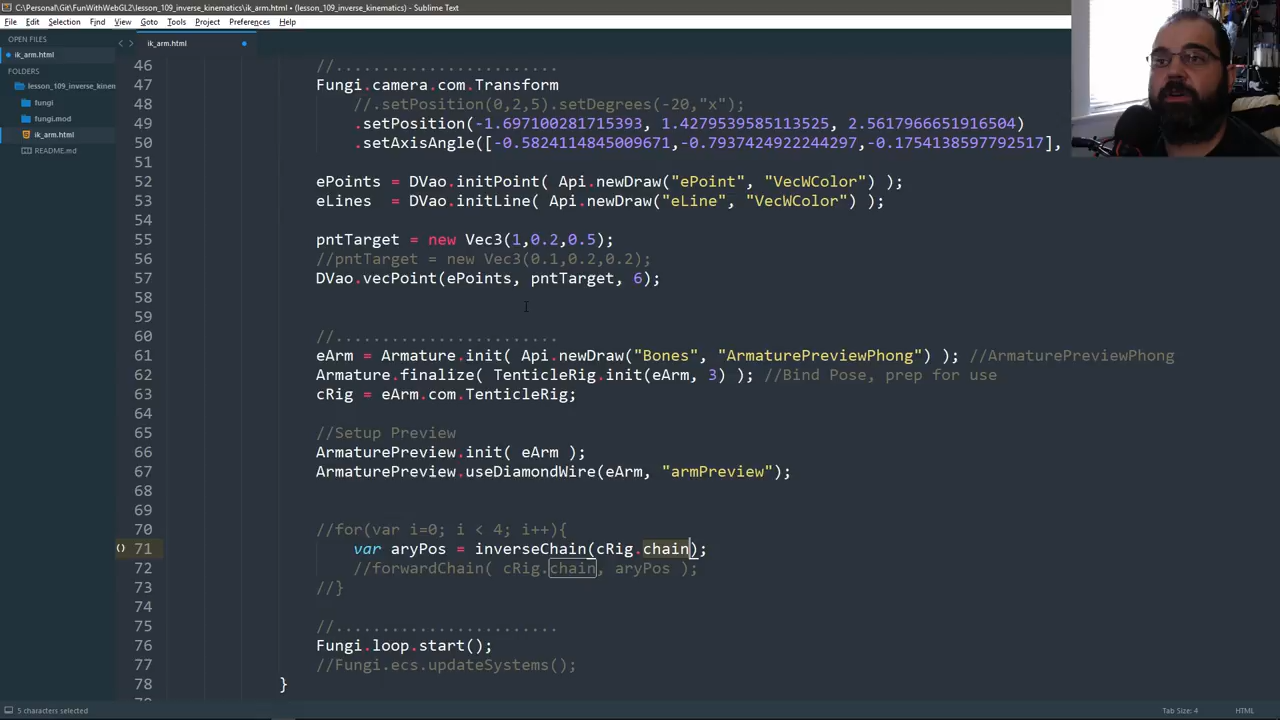 C:\Personal\Git\FunWithWebGL2\lesson_109_inverse_kinematics\ik_arm.html • (lesson_109_inverse_kinematics) - Sublime Text
File Edit Selection Find View Goto Tools Project Preferences Help
OPEN FILES
ik_arm.html
FOLDERS
lesson_109_inverse_kinem
fungi
fungi.mod
ik_arm.html
README.md
ik_arm.html
46 //........................
47 Fungi.camera.com.Transform
48 //.setPosition(0,2,5).setDegrees(-20,"x");
49 .setPosition(-1.697100281715393, 1.4279539585113525, 2.5617966651916504)
50 .setAxisAngle([-0.5824114845009671,-0.7937424922244297,-0.1754138597792517],
51
52 ePoints = DVao.initPoint( Api.newDraw("ePoint", "VecWColor") );
53 eLines = DVao.initLine( Api.newDraw("eLine", "VecWColor") );
54
55 pntTarget = new Vec3(1,0.2,0.5);
56 //pntTarget = new Vec3(0.1,0.2,0.2);
57 DVao.vecPoint(ePoints, pntTarget, 6);
58
59
60 //........................
61 eArm = Armature.init( Api.newDraw("Bones", "ArmaturePreviewPhong") ); //ArmaturePreviewPhong
62 Armature.finalize( TenticleRig.init(eArm, 3) ); //Bind Pose, prep for use
63 cRig = eArm.com.TenticleRig;
64
65 //Setup Preview
66 ArmaturePreview.init( eArm );
67 ArmaturePreview.useDiamondWire(eArm, "armPreview");
68
69
70 //for(var i=0; i < 4; i++){
71 var aryPos = inverseChain(cRig.chain);
72 //forwardChain( cRig.chain, aryPos );
73 //}
74
75 //........................
76 Fungi.loop.start();
77 //Fungi.ecs.updateSystems();
78 }
5 characters selected
Tab Size: 4
HTML